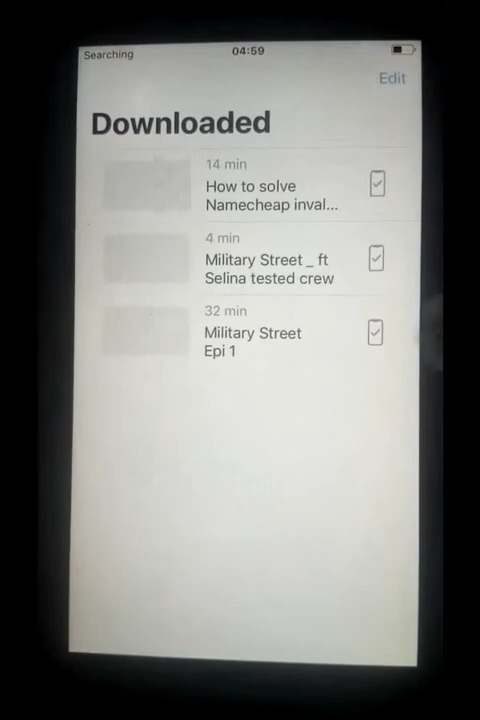 Searching
04:59
Edit
Downloaded
14 min
How to solve
Namecheap inval...
4 min
Military Street _ ft
Selina tested crew
32 min
Military Street
Epi 1